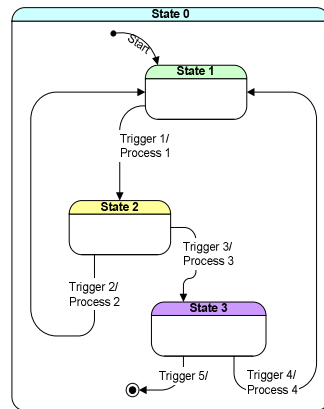 State 0
Start
State 1
Trigger 1/
Process 1
State 2
Trigger 3/
Process 3
Trigger 2/
Process 2
State 3
Trigger 5/
Trigger 4/
Process 4